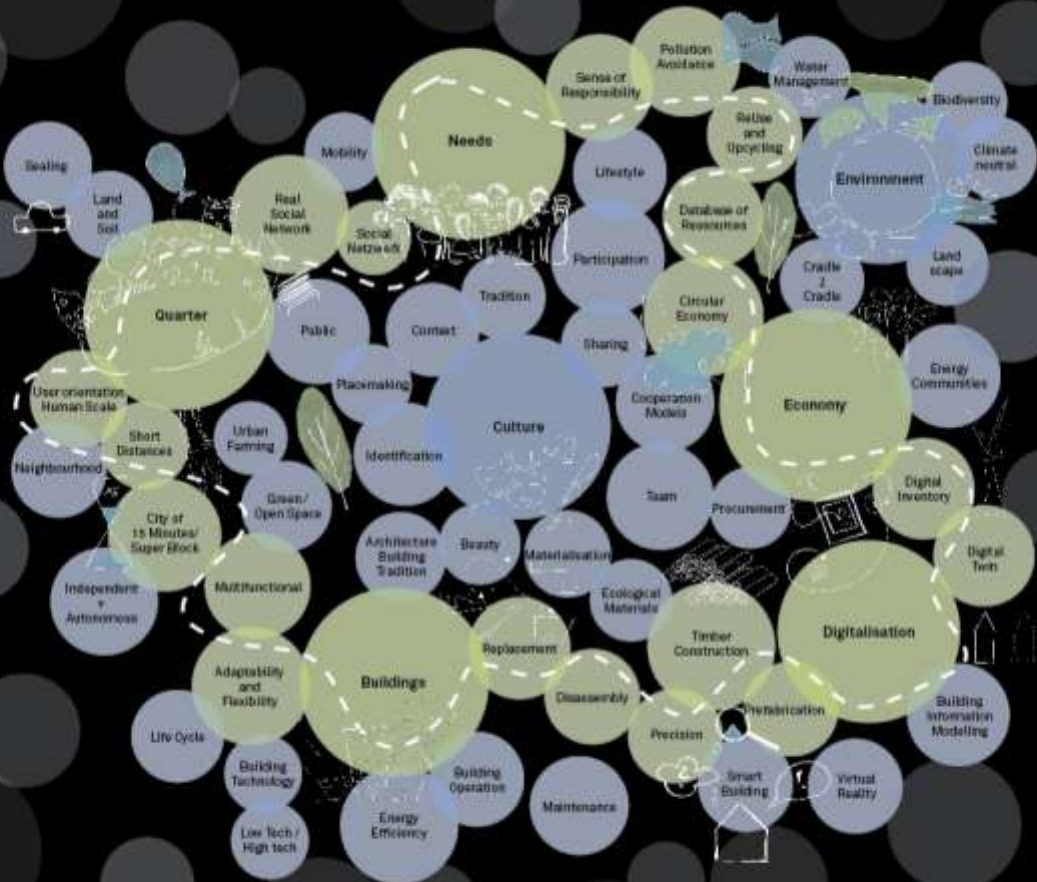 Pollution
Avoidance
Needs
Sense of
Responsibility
Water
Management
Biodiversity
ReUse
and
Upcycling
Mobility
Sealing
Lifestyle
Climate
neutral
Environment
Land
and
Soil
Real
Social
Network
Social
Network
Database of
Ressources
Participation
Cradle
2
Cradle
Land
scape
Quarter
Public
Context
Tradition
Sharing
Circular
Economy
Placemaking
Energy
Communities
User orientation
Human Scale
Cooperation
Models
Economy
Culture
Short
Distances
Urban
Farming
Identification
Neighbourhood
Green/
Open Space
Team
Procurement
Digital
Inventory
City of
15 Minutes/
Super Block
Architecture
Building
Tradition
Beauty
Materialisation
Digital
Twin
Independent
+
Autonomous
Multifunctional
Ecological
Materials
Timber
Construction
Digitalisation
Adaptability
and
Flexibility
Buildings
Replacement
Disassembly
Precision
Prefabrication
Building
Information
Modelling
Life Cycle
Building
Technology
Building
Operation
Smart
Building
Virtual
Reality
Maintenance
Energy
Efficiency
Low Tech /
High tech